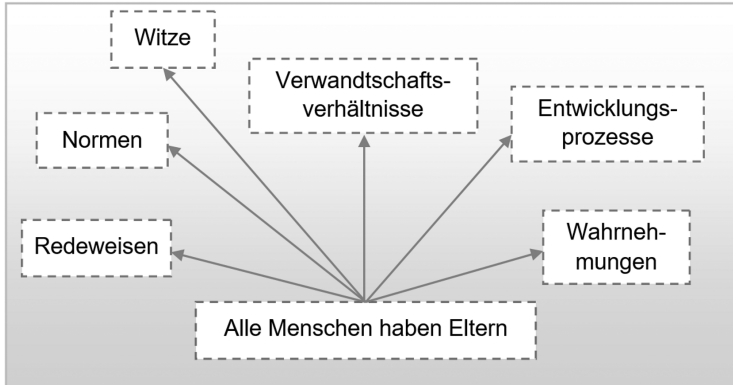 Witze
Verwandtschafts-
verhältnisse
Entwicklungs-
prozesse
Normen
Redeweisen
Wahrneh-
mungen
Alle Menschen haben Eltern